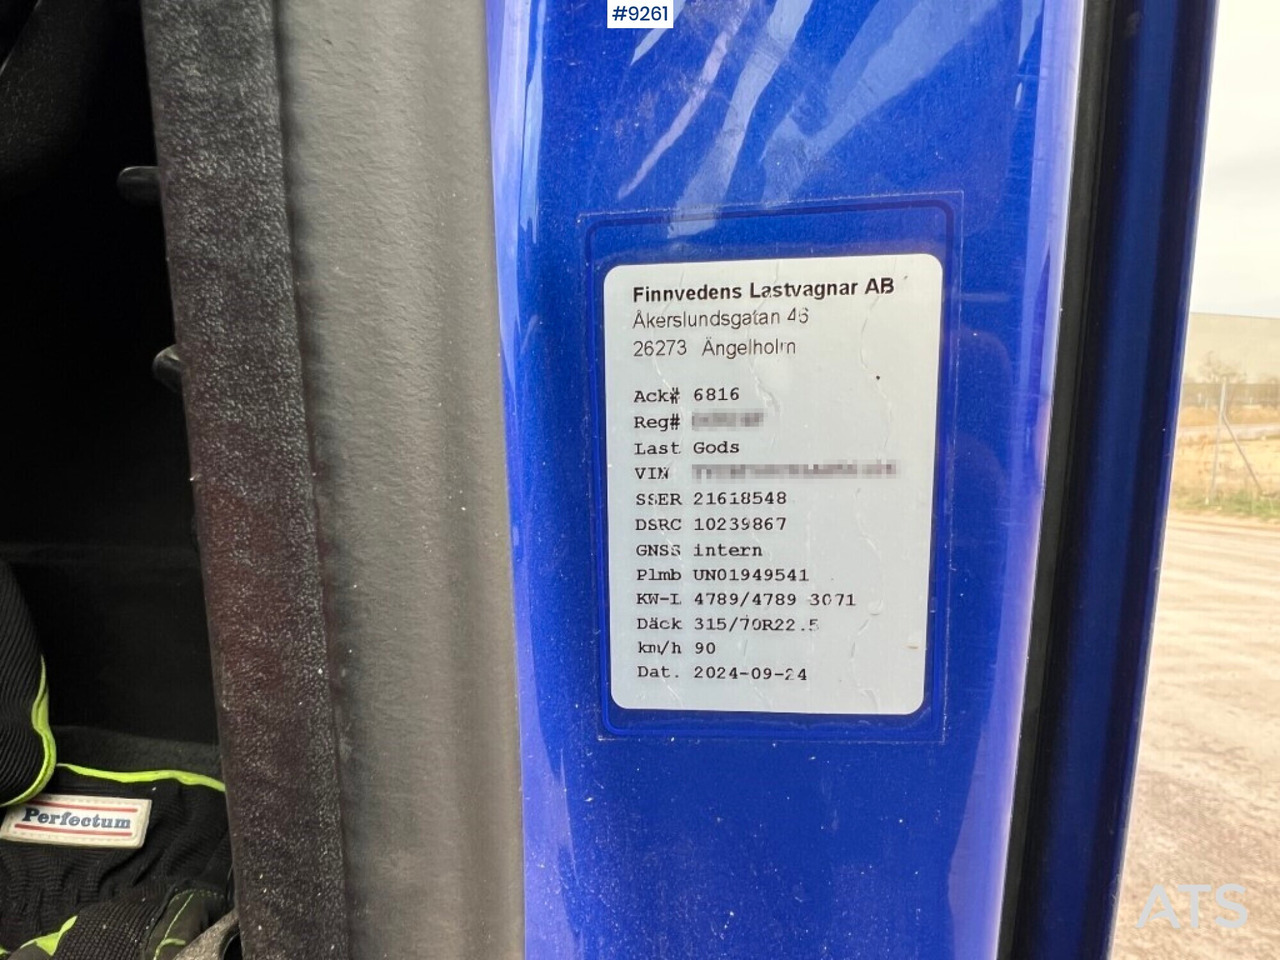 #9261
Finnvedens Lastvagnar AB
Åkerslundsgatan 46
26273 Ängelholm
Ack# 6816
Reg#
Last Gods
VIN
SSER 21618548
DSRC 10239867
GNSS intern
Plmb UN01949541
KW-L 4789/4789 3071
Däck 315/70R22.5
km/h 90
Dat. 2024-09-24
Perfectum
ATS